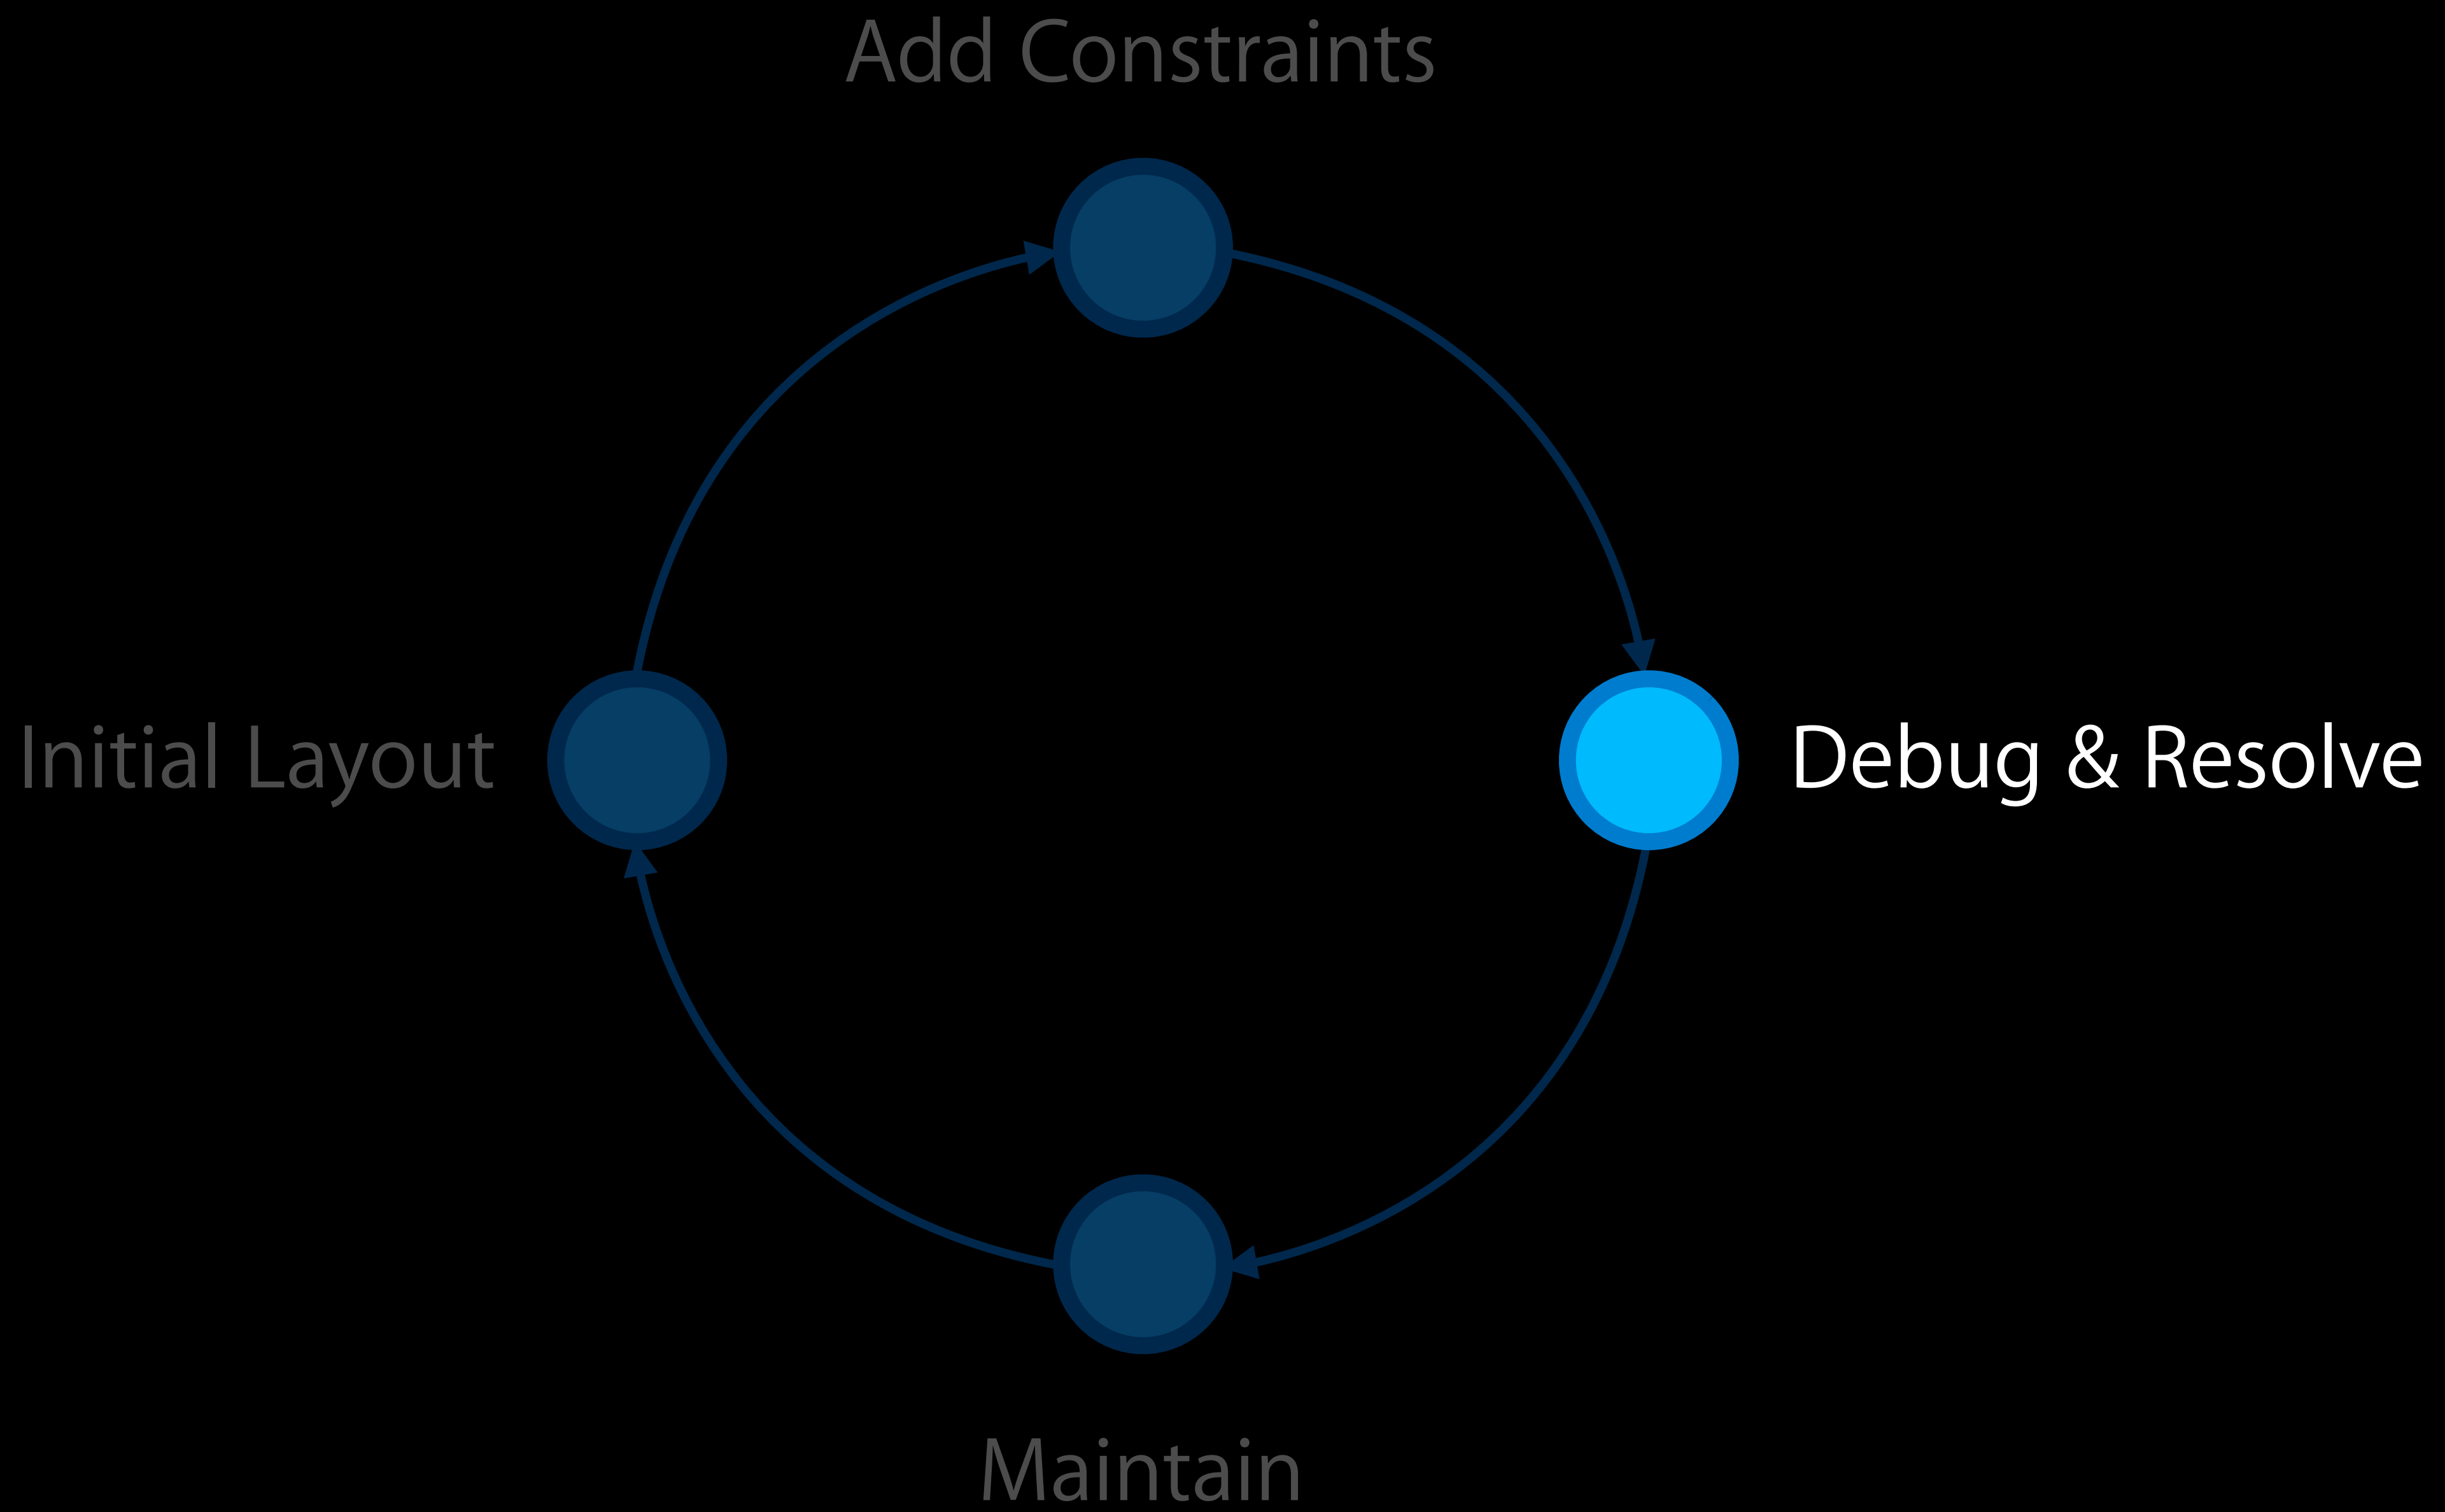 Add Constraints
Initial Layout
Debug & Resolve
Maintain